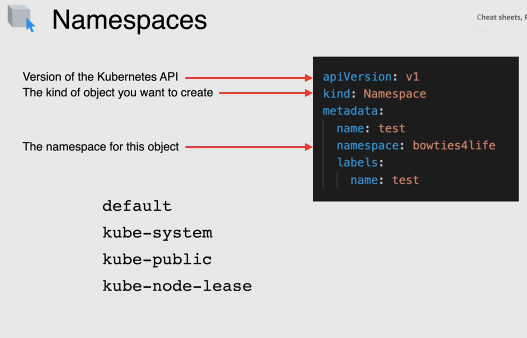 Namespaces
Cheat sheets,
Version of the Kubernetes API
The kind of object you want to create
The namespace for this object
apiVersion: v1
kind: Namespace
metadata:
name: test
namespace: bowties4life
labels:
name: test
default
kube-system
kube-public
kube-node-lease